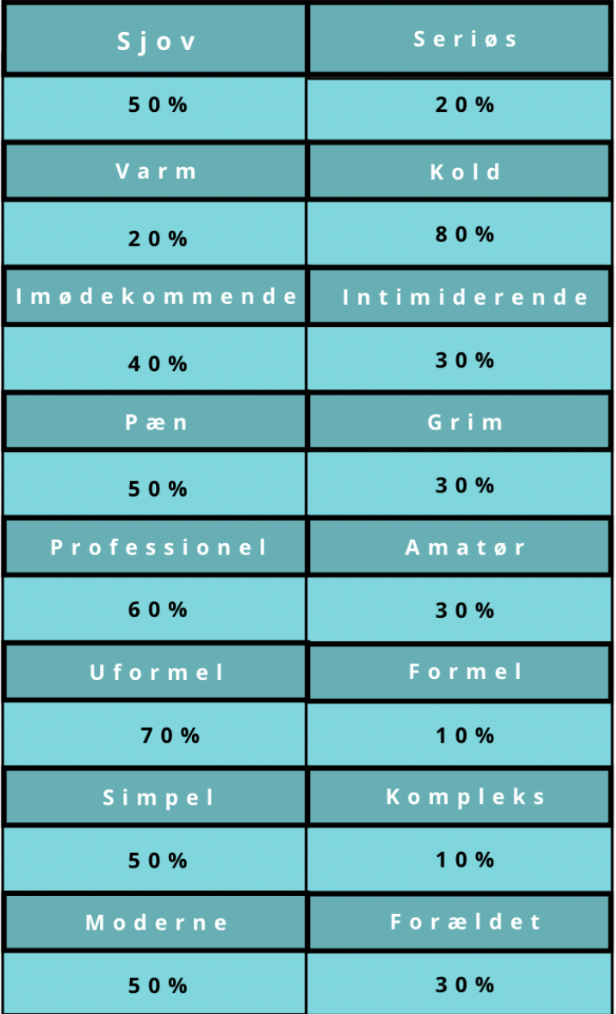 Sjov Seriøs
50% 20%
Varm Kold
20% 80%
Imødekommende Intimiderende
40% 30%
Pæn Grim
50% 30%
Professionel Amatør
60% 30%
Uformel Formel
70% 10%
Simpel Kompleks
50% 10%
Moderne Forældet
50% 30%